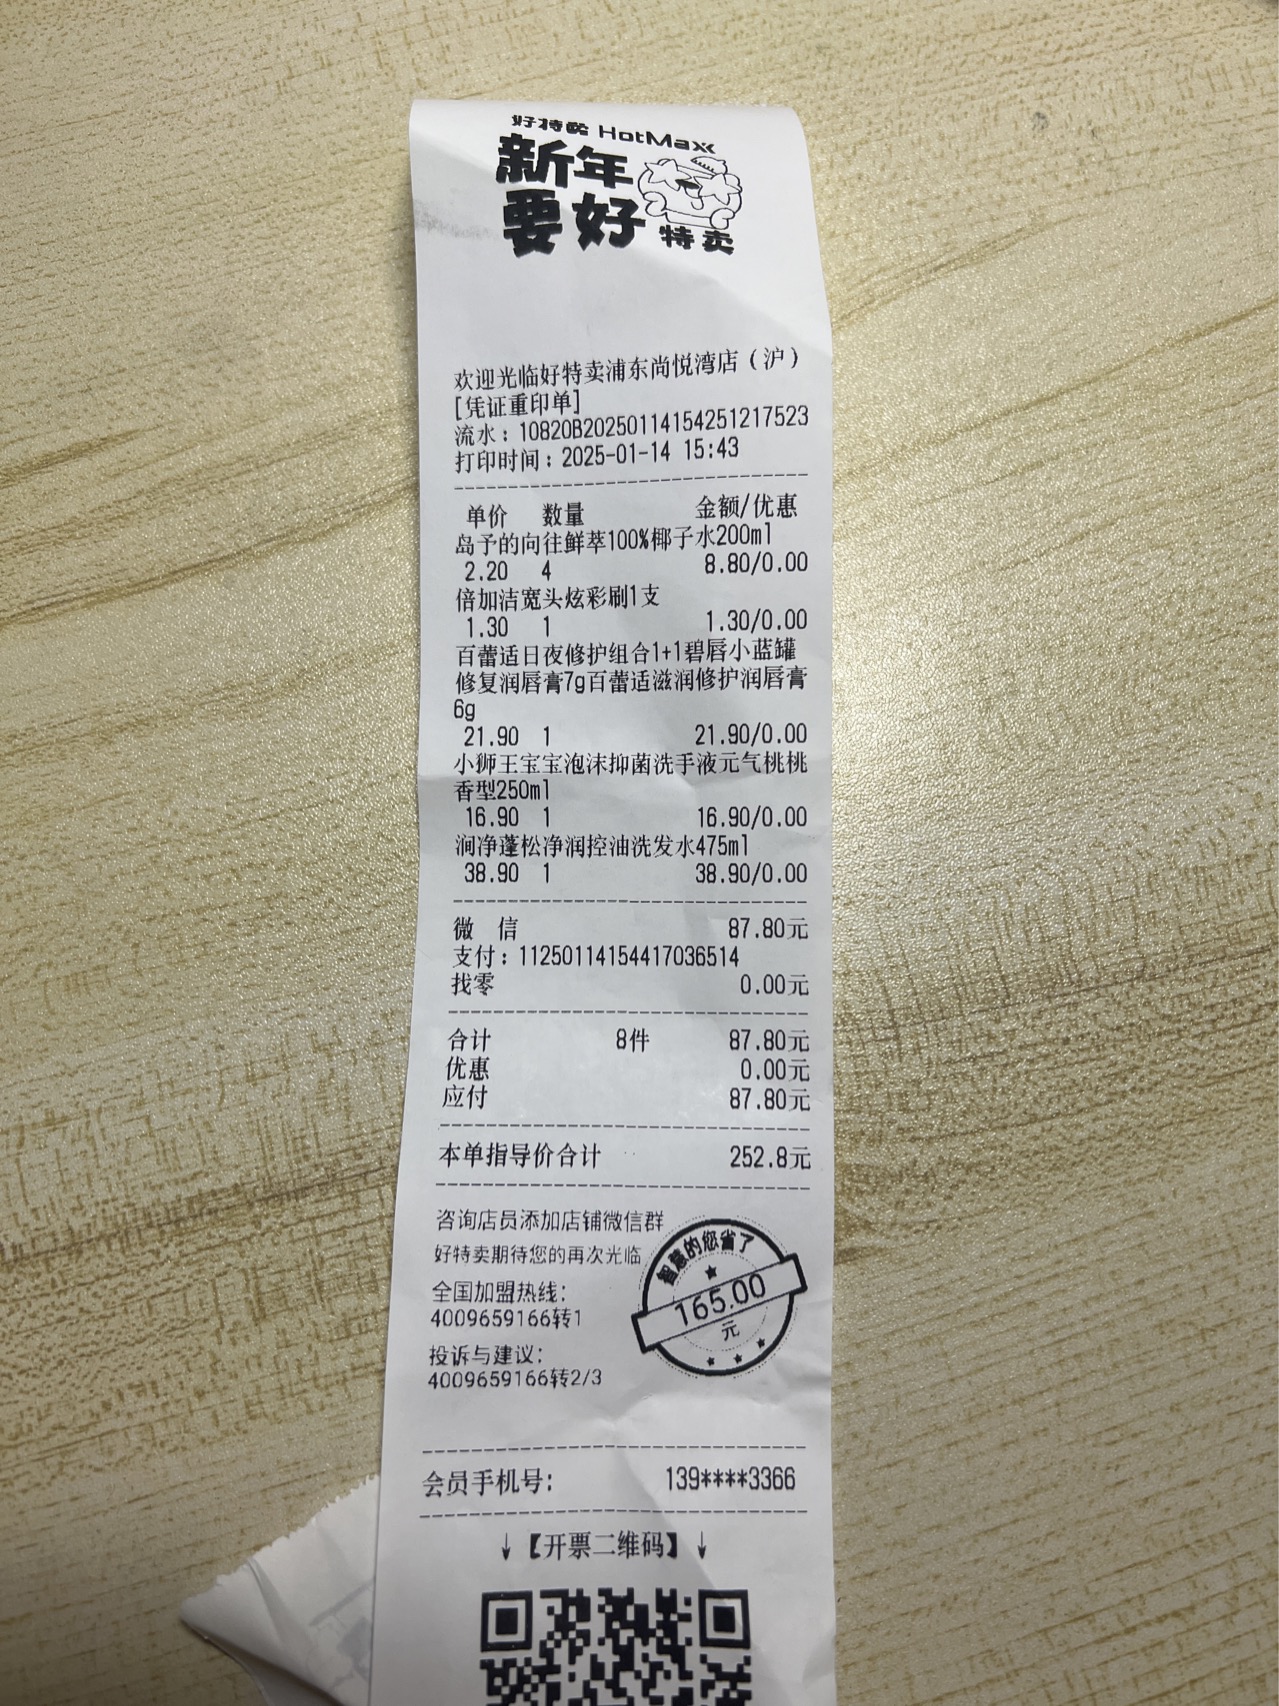 好特卖 HotMaxx
新年
要好
特卖
欢迎光临好特卖浦东尚悦湾店（沪）
[凭证重印单]
流水：10820B202501141542512​17523
打印时间：2025-01-14 15:43
单价 数量 金额/优惠
岛予的向往鲜萃100%椰子水200ml
2.20 4 8.80/0.00
倍加洁宽头炫彩刷1支
1.30 1 1.30/0.00
百蕾适日夜修护组合1+1碧唇小蓝罐
修复润唇膏7g百蕾适滋润修护润唇膏
6g
21.90 1 21.90/0.00
小狮王宝宝泡沫抑菌洗手液元气桃桃
香型250ml
16.90 1 16.90/0.00
涧净蓬松净润控油洗发水475ml
38.90 1 38.90/0.00
微 信 87.80元
支付：11250114154417036514
找零 0.00元
合计 8件 87.80元
优惠 0.00元
应付 87.80元
本单指导价合计 252.8元
咨询店员添加店铺微信群
好特卖期待您的再次光临
全国加盟热线：
4009659166转1
投诉与建议：
4009659166转2/3
智慧的您省了
165.00
元
会员手机号： 139****3366
↓【开票二维码】↓